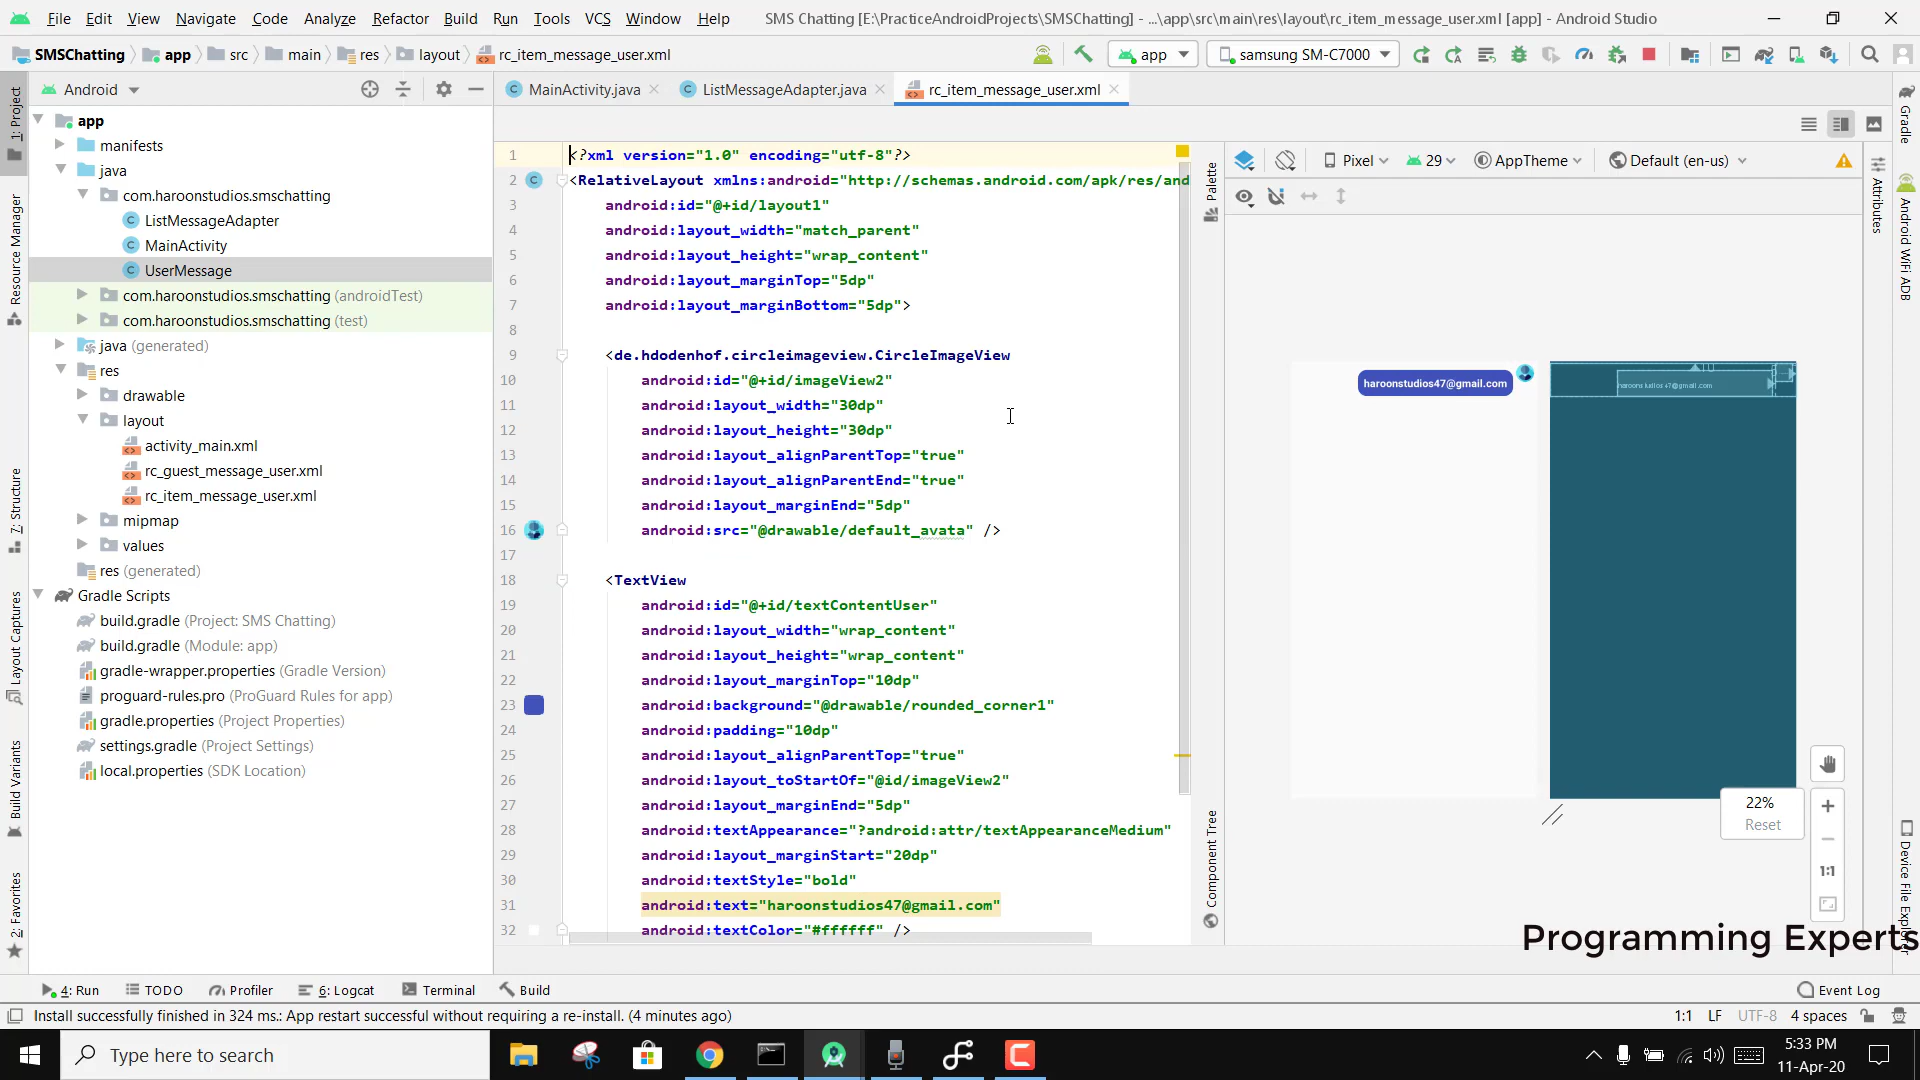 File Edit View Navigate Code Analyze Refactor Build Run Tools VCS Window Help SMS Chatting [E:\PracticeAndroidProjects\SMSChatting] - ...\app\src\main\res\layout\rc_item_message_user.xml [app] - Android Studio
SMSChatting app src main res layout rc_item_message_user.xml app samsung SM-C7000
Android MainActivity.java ListMessageAdapter.java rc_item_message_user.xml
1: Project
Resource Manager
7: Structure
Layout Captures
Build Variants
2: Favorites
app
manifests
java
com.haroonstudios.smschatting
ListMessageAdapter
MainActivity
UserMessage
com.haroonstudios.smschatting (androidTest)
com.haroonstudios.smschatting (test)
java (generated)
res
drawable
layout
activity_main.xml
rc_guest_message_user.xml
rc_item_message_user.xml
mipmap
values
res (generated)
Gradle Scripts
build.gradle (Project: SMS Chatting)
build.gradle (Module: app)
gradle-wrapper.properties (Gradle Version)
proguard-rules.pro (ProGuard Rules for app)
gradle.properties (Project Properties)
settings.gradle (Project Settings)
local.properties (SDK Location)
1 <?xml version="1.0" encoding="utf-8"?>
2 <RelativeLayout xmlns:android="http://schemas.android.com/apk/res/and
3 android:id="@+id/layout1"
4 android:layout_width="match_parent"
5 android:layout_height="wrap_content"
6 android:layout_marginTop="5dp"
7 android:layout_marginBottom="5dp">
8
9 <de.hdodenhof.circleimageview.CircleImageView
10 android:id="@+id/imageView2"
11 android:layout_width="30dp"
12 android:layout_height="30dp"
13 android:layout_alignParentTop="true"
14 android:layout_alignParentEnd="true"
15 android:layout_marginEnd="5dp"
16 android:src="@drawable/default_avata" />
17
18 <TextView
19 android:id="@+id/textContentUser"
20 android:layout_width="wrap_content"
21 android:layout_height="wrap_content"
22 android:layout_marginTop="10dp"
23 android:background="@drawable/rounded_corner1"
24 android:padding="10dp"
25 android:layout_alignParentTop="true"
26 android:layout_toStartOf="@id/imageView2"
27 android:layout_marginEnd="5dp"
28 android:textAppearance="?android:attr/textAppearanceMedium"
29 android:layout_marginStart="20dp"
30 android:textStyle="bold"
31 android:text="haroonstudios47@gmail.com"
32 android:textColor="#ffffff" />
Palette
Component Tree
Pixel 29 AppTheme Default (en-us)
haroonstudios47@gmail.com
haroonstudios47@gmail.com
22%
Reset
1:1
Attributes
Gradle
Android WiFi ADB
Device File Explorer
Programming Experts
4: Run TODO Profiler 6: Logcat Terminal Build Event Log
Install successfully finished in 324 ms.: App restart successful without requiring a re-install. (4 minutes ago) 1:1 LF UTF-8 4 spaces
Type here to search
5:33 PM
11-Apr-20